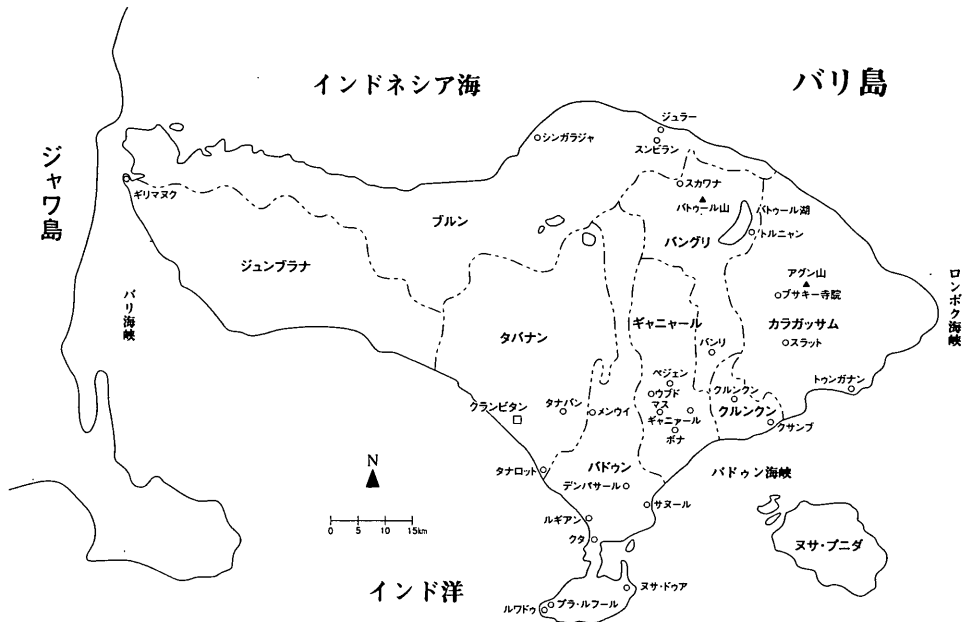 バリ島
インドネシア海
ジャワ島
バリ海峡
ロンボク海峡
バドゥン海峡
インド洋
ジュラー
シンガラジャ
スンビラン
スカワナ
バトゥール山
バトゥール湖
トルニャン
ギリマヌク
ブルン
バングリ
ジュンブラナ
アグン山
ブサキー寺院
カラガッサム
スラット
タバナン
ギャニャール
バンリ
ペジェン
ウブド
マス
ギャニァール
ボナ
クルンクン
クルンクン
トゥンガナン
クサンブ
クランビタン
タナバン
メンウイ
タナロット
バドゥン
デンパサール
サヌール
ルギアン
クタ
ヌサ・ドゥア
プラ・ルフール
ルワドゥ
ヌサ・プニダ
N
0 5 10 15km